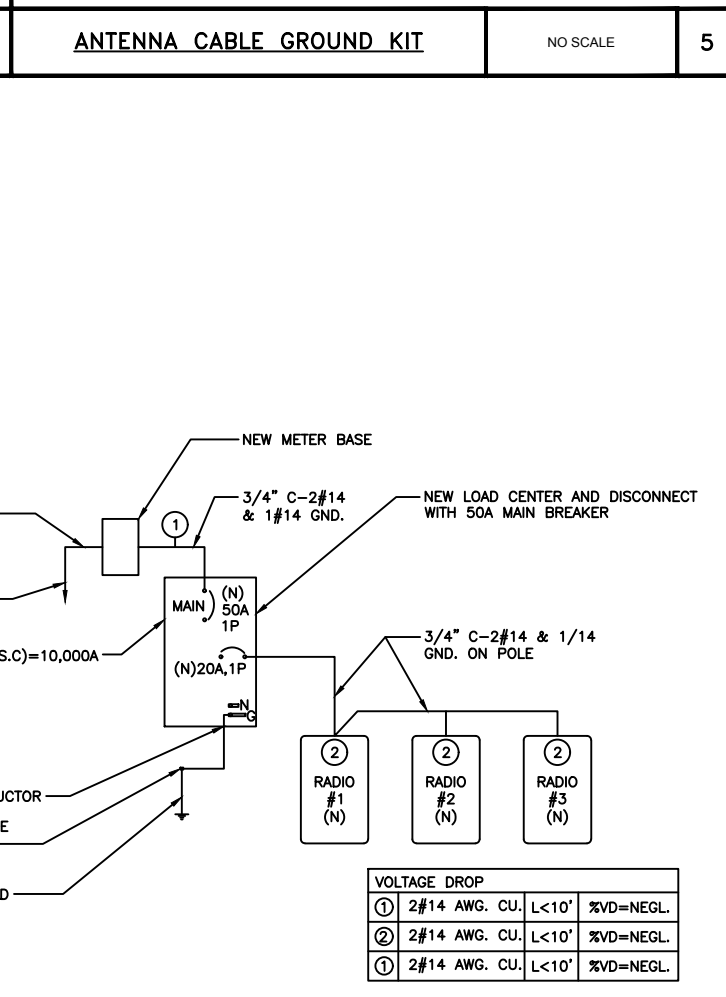 ANTENNA CABLE GROUND KIT
NO SCALE
5
NEW METER BASE
3/4" C-2#14
& 1#14 GND.
NEW LOAD CENTER AND DISCONNECT
WITH 50A MAIN BREAKER
1
MAIN
(N)
50A
1P
S.C)=10,000A
(N)20A,1P
3/4" C-2#14 & 1/14
GND. ON POLE
N
G
2
RADIO
#1
(N)
2
RADIO
#2
(N)
2
RADIO
#3
(N)
UCTOR
E
D
VOLTAGE DROP
1 2#14 AWG. CU. L<10' %VD=NEGL.
2 2#14 AWG. CU. L<10' %VD=NEGL.
1 2#14 AWG. CU. L<10' %VD=NEGL.